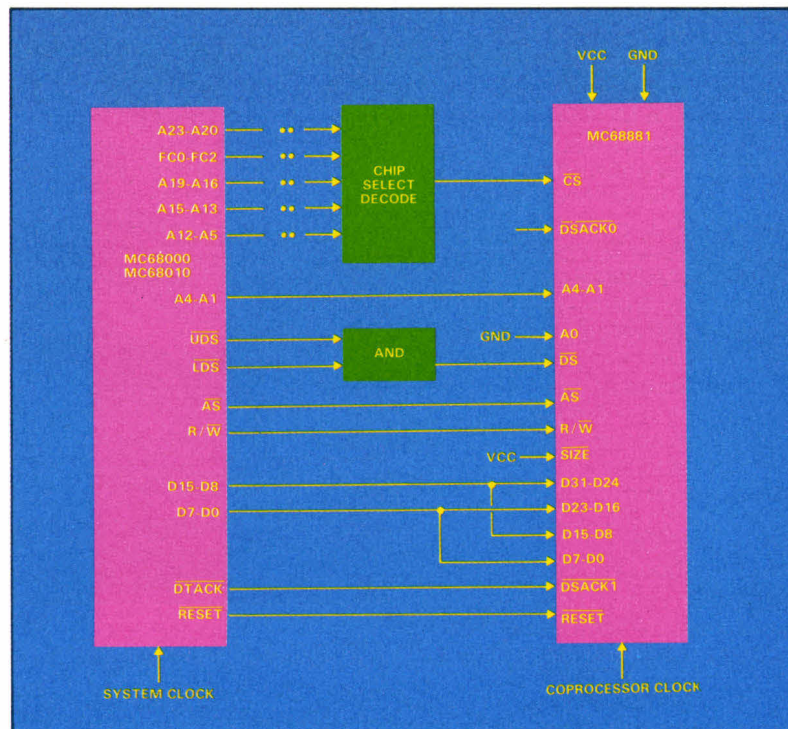 VCC GND
MC68881
A23-A20
FC0-FC2
A19-A16
A15-A13
A12-A5
MC68000
MC68010
A4-A1
UDS
LDS
AS
R/W
D15-D8
D7-D0
DTACK
RESET
SYSTEM CLOCK
CHIP
SELECT
DECODE
AND
CS
DSACK0
A4-A1
GND
A0
DS
AS
R/W
VCC
SIZE
D31-D24
D23-D16
D15-D8
D7-D0
DSACK1
RESET
COPROCESSOR CLOCK